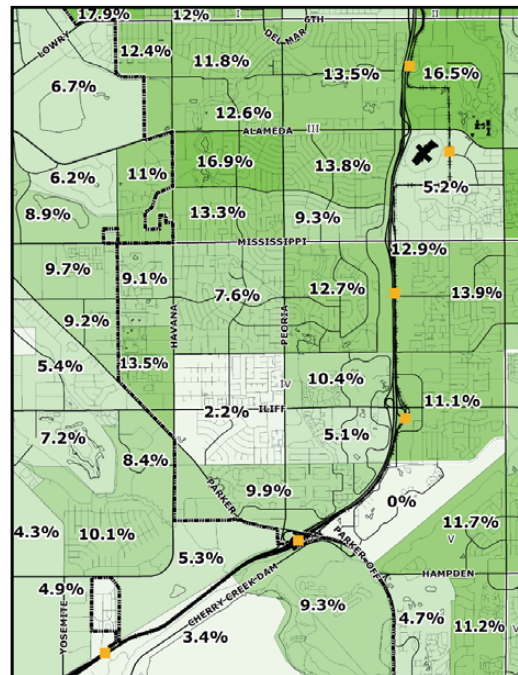 17.9%
12%
I
6TH
II
LOWRY
12.4%
11.8%
DEL MAR
13.5%
16.5%
6.7%
12.6%
ALAMEDA
III
6.2%
11%
16.9%
13.8%
5.2%
8.9%
13.3%
9.3%
MISSISSIPPI
12.9%
9.7%
9.1%
7.6%
12.7%
13.9%
9.2%
HAVANA
PEORIA
5.4%
13.5%
10.4%
IV
2.2%
ILIFF
11.1%
7.2%
5.1%
8.4%
9.9%
PARKER
0%
4.3%
10.1%
PARKER OFF
11.7%
V
5.3%
HAMPDEN
4.9%
CHERRY CREEK DAM
9.3%
4.7%
YOSEMITE
3.4%
11.2%
V